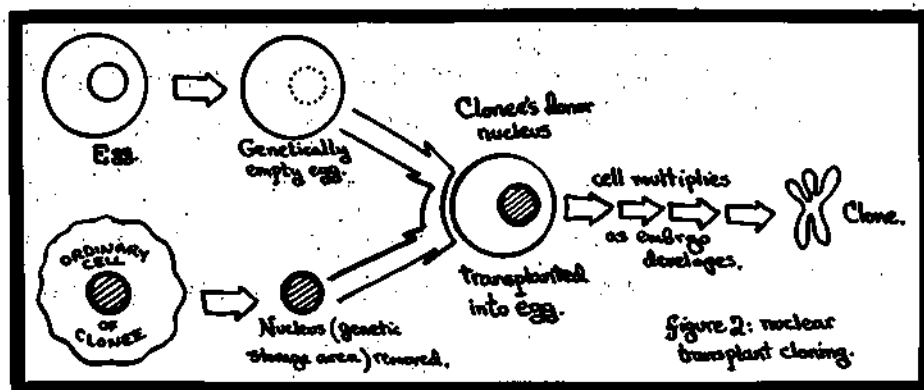 Egg.
Genetically
empty egg.
Clonee's donor
nucleus
transplanted
into egg.
ORDINARY
CELL
OF
CLONEE
Nucleus (genetic
storage area) removed.
cell multiplies
as embryo
develages.
Clone.
figure 2: nuclear
transplant cloning.